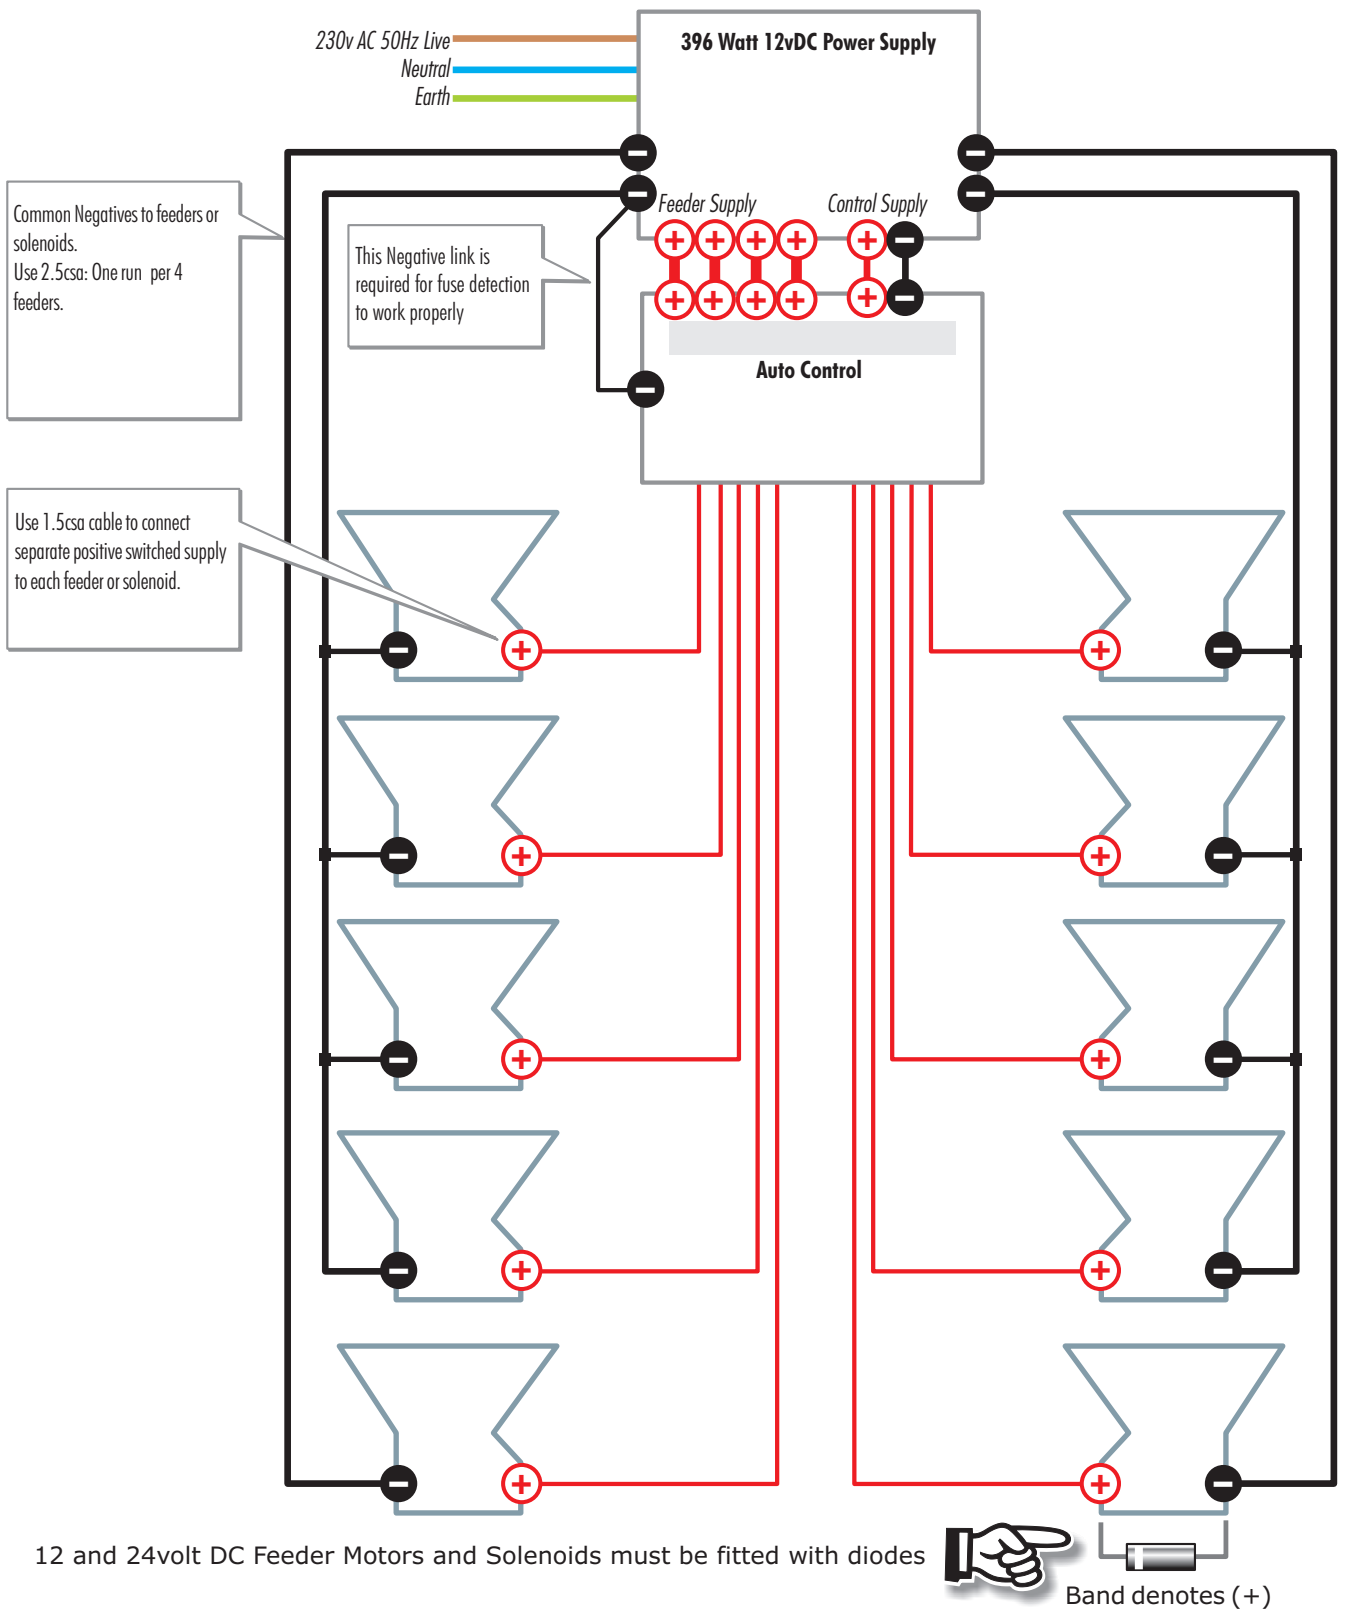 230v AC 50Hz Live
Neutral
Earth
396 Watt 12vDC Power Supply
Feeder Supply
Control Supply
Common Negatives to feeders or
solenoids.
Use 2.5csa: One run per 4
feeders.
This Negative link is
required for fuse detection
to work properly
Auto Control
Use 1.5csa cable to connect
separate positive switched supply
to each feeder or solenoid.
12 and 24volt DC Feeder Motors and Solenoids must be fitted with diodes
Band denotes (+)